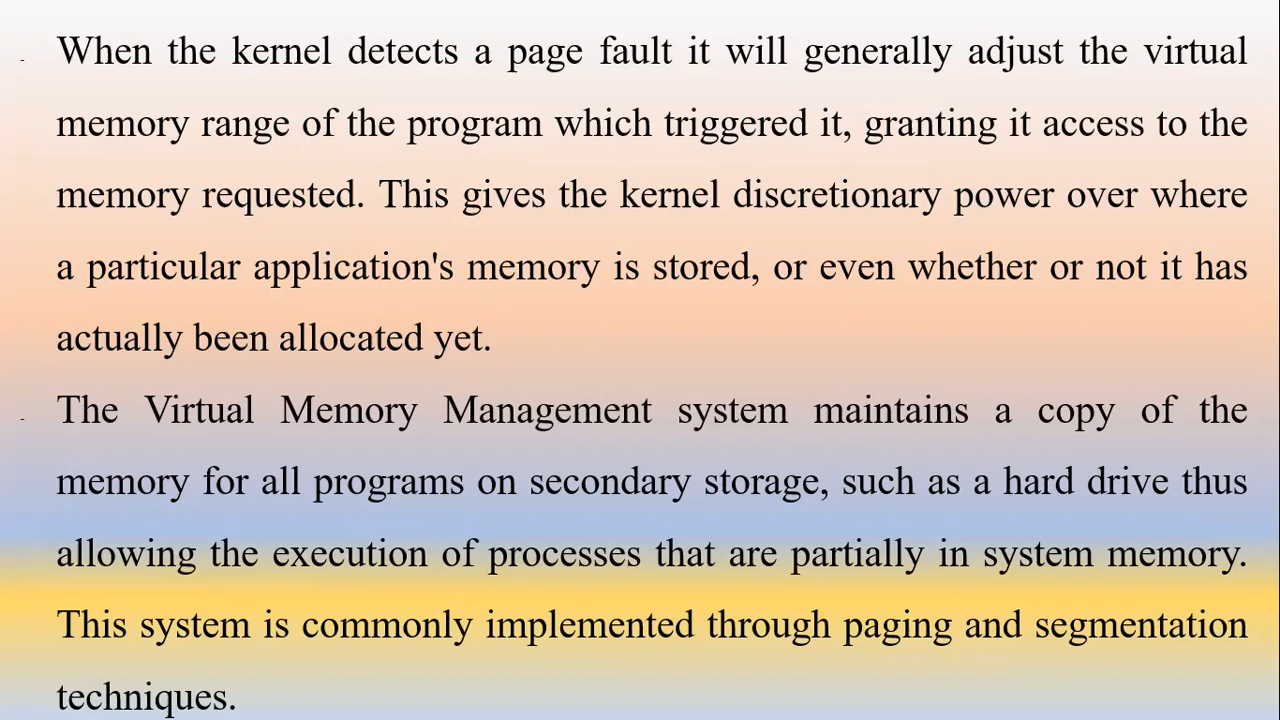 - When the kernel detects a page fault it will generally adjust the virtual
memory range of the program which triggered it, granting it access to the
memory requested. This gives the kernel discretionary power over where
a particular application's memory is stored, or even whether or not it has
actually been allocated yet.
- The Virtual Memory Management system maintains a copy of the
memory for all programs on secondary storage, such as a hard drive thus
allowing the execution of processes that are partially in system memory.
This system is commonly implemented through paging and segmentation
techniques.